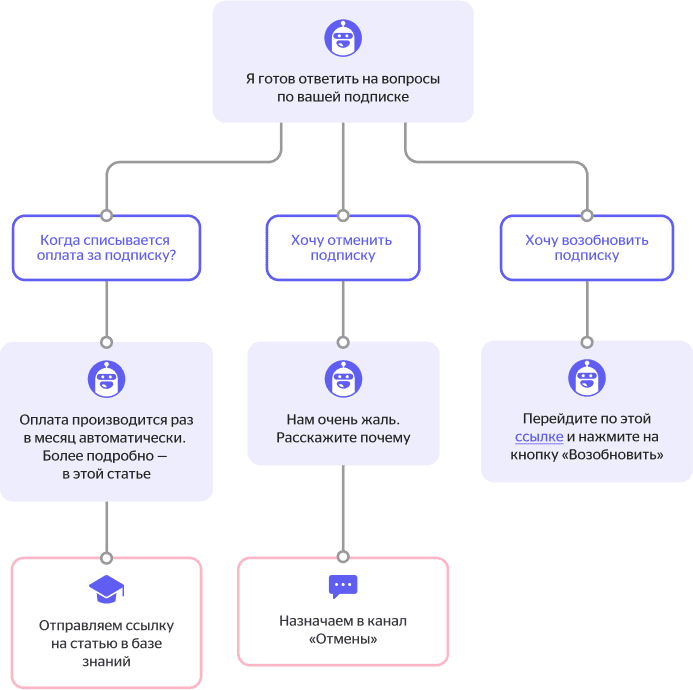 Я готов ответить на вопросы
по вашей подписке
Когда списывается
оплата за подписку?
Хочу отменить
подписку
Хочу возобновить
подписку
Оплата производится раз
в месяц автоматически.
Более подробно –
в этой статье
Нам очень жаль.
Расскажите почему
Перейдите по этой
ссылке и нажмите на
кнопку «Возобновить»
Отправляем ссылку
на статью в базе
знаний
Назначаем в канал
«Отмены»